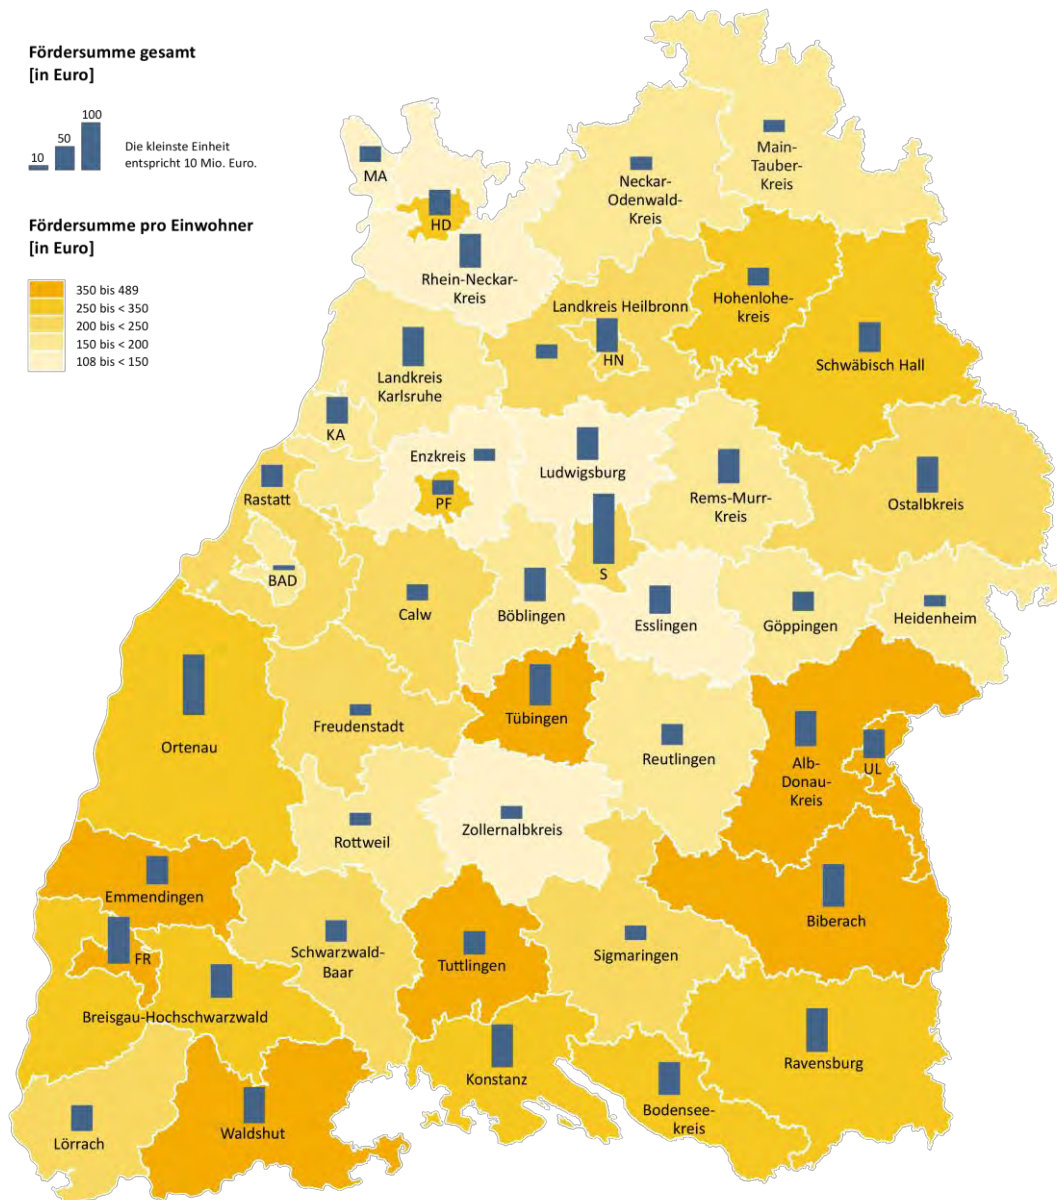 Fördersumme gesamt
[in Euro]
100
50
10
Die kleinste Einheit
entspricht 10 Mio. Euro.
Fördersumme pro Einwohner
[in Euro]
350 bis 489
250 bis < 350
200 bis < 250
150 bis < 200
108 bis < 150
MA
HD
Rhein-Neckar-
Kreis
Neckar-
Odenwald-
Kreis
Main-
Tauber-
Kreis
Landkreis Heilbronn
HN
Hohenlohe-
kreis
Schwäbisch Hall
Landkreis
Karlsruhe
KA
Enzkreis
PF
Ludwigsburg
Rems-Murr-
Kreis
Ostalbkreis
Rastatt
BAD
Calw
Böblingen
S
Esslingen
Göppingen
Heidenheim
Ortenau
Freudenstadt
Tübingen
Reutlingen
Alb-
Donau-
Kreis
UL
Rottweil
Zollernalbkreis
Emmendingen
FR
Breisgau-Hochschwarzwald
Schwarzwald-
Baar
Tuttlingen
Sigmaringen
Biberach
Lörrach
Waldshut
Konstanz
Bodensee-
kreis
Ravensburg